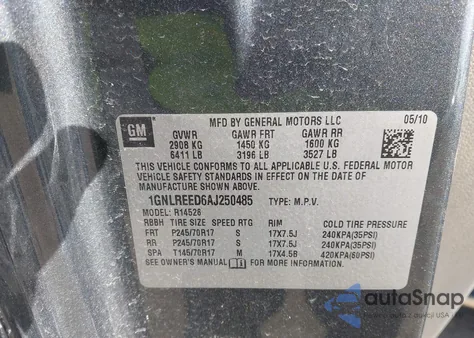 MFD BY GENERAL MOTORS LLC 05/10
GM
GVWR GAWR FRT GAWR RR
2908 KG 1450 KG 1600 KG
6411 LB 3196 LB 3527 LB
THIS VEHICLE CONFORMS TO ALL APPLICABLE U.S. FEDERAL MOTOR
VEHICLE SAFETY AND THEFT PREVENTION STANDARDS IN EFFECT
ON THE DATE OF MANUFACTURE SHOWN ABOVE.
1GNLREED6AJ250485 TYPE: M.P.V.
MODEL: R14526
RBBH TIRE SIZE SPEED RTG RIM COLD TIRE PRESSURE
FRT P245/70R17 S 17X7.5J 240KPA(35PSI)
RR P245/70R17 S 17X7.5J 240KPA(35PSI)
SPA T145/70R17 M 17X4.5B 420KPA(60PSI)
SEE OWNER'S MANUAL FOR MORE INFORMATION.
autoSnap